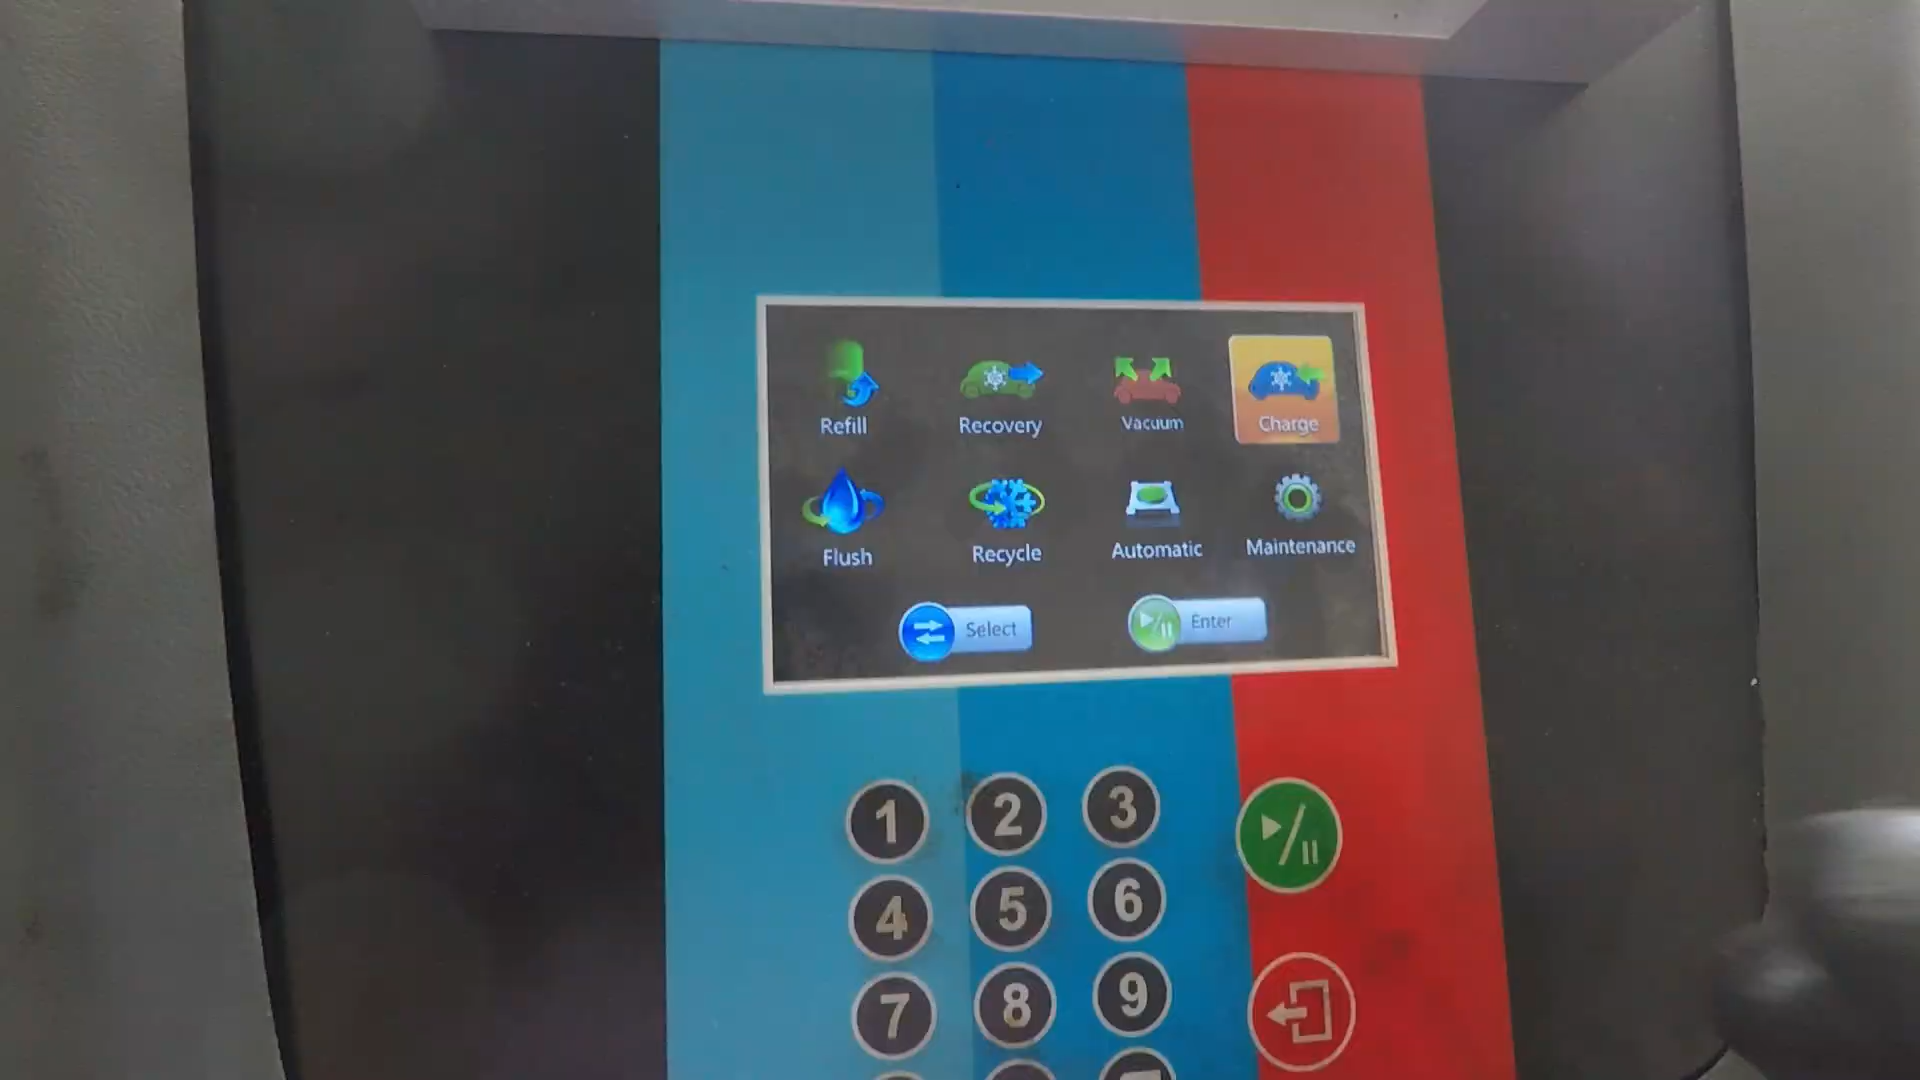 Refill Recovery Vacuum Charge
Flush Recycle Automatic Maintenance
Select Enter
1 2 3
4 5 6
7 8 9